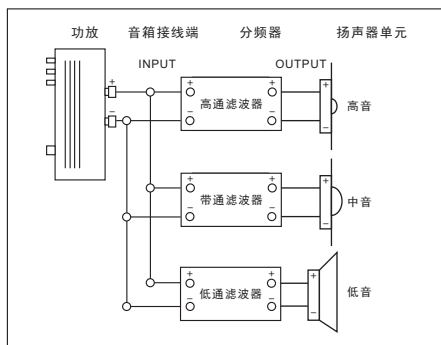 功放 音箱接线端 分频器 扬声器单元
INPUT OUTPUT
+ + + +
高通滤波器 高音
− − − −
+ + +
带通滤波器 中音
− − −
+ + +
低通滤波器 低音
− − −